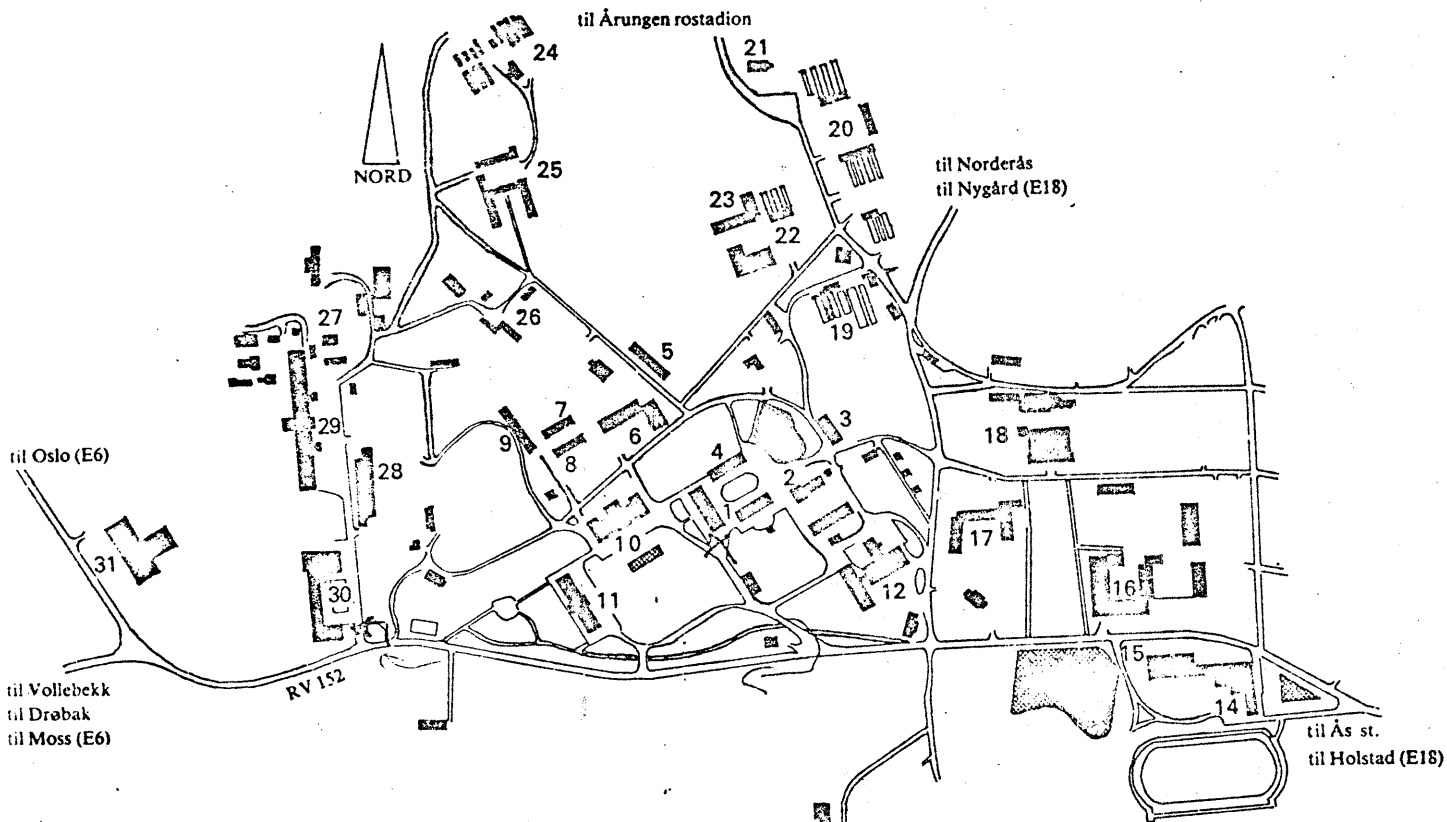 til Årungen rostadion
24
21
20
NORD
25
til Norderås
til Nygård (E18)
23
22
27
26
19
5
7
3
6
9
8
18
29
4
28
2
til Oslo (E6)
1
17
10
31
12
16
30
11
15
RV 152
til Vollebekk
til Drøbak
til Moss (E6)
14
til Ås st.
til Holstad (E18)